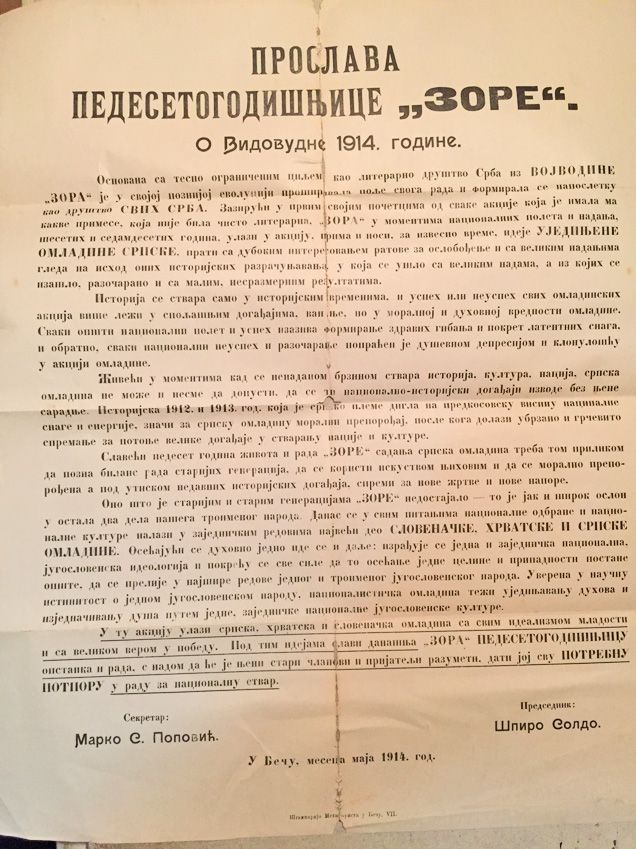 ПРОСЛАВА
ПЕДЕСЕТОГОДИШЊИЦЕ „ЗОРЕ“.
О Видовудне 1914. године.
Основана са тесно ограниченим циљем као литерарно друштво Срба из ВОЈВОДИНЕ
„ЗОРА“ је у својој позиијој еволуцији проширивала поље свога рада и формирала се напослетку
као друштво СВИХ СРБА. Зазирући у првим својим почетцима од сваке акције која је имала ма
какве примесе, која није била чисто литерарна, „ЗОРА“ у моментима националних полета и надања,
шесетих и седамдесетих година, улази у акцију, прима и носи, за извесно време, идеје УЈЕДИЊЕНЕ
ОМЛАДИНЕ СРПСКЕ, прати са дубоким интересовањем ратове за ослобођење и са великим надањима
гледа на исход оних историјских разрачунавања, у која се ушло са великим надама, а из којих се
изашло, разочарано и са малим, несразмерним резултатима.
Историја се ствара само у историјским временима, и успех или неуспех свих омладинских
акција више лежи у спољашњим догађајима, ван ње, но у моралној и духовној вредности омладине.
Сваки општи национални полет и успех изазива формирање здравих гибања и покрет латентних снага,
и обратно, сваки национални неуспех и разочарање попраћен је душевном депресијом и клонулошћу
у акцији омладине.
Живећи у моментима кад се ненаданом брзином ствара историја, култура, нација, српска
омладина не може и несме да допусти, да се ти национално-историјски догађаји изводе без њене
сарадње. Историјска 1912. и 1913. год. која је српско племе дигла на предкосовску висину националне
снаге и енергије, значи за српску омладину морални препорођај, после кога долази убрзано и грчевито
спремање за потоње велике догађаје у стварању нације и културе.
Славећи педесет година живота и рада „ЗОРЕ“ садања српска омладина треба том приликом
да позна биланс рада старијих генерација, да се користи искуством њиховим и да се морално препо-
рођена а под утиском недавних историјских догађаја, спреми за нове жртве и нове напоре.
Оно што је старијим и старим генерацијама „ЗОРЕ“ недостајало — то је јак и широк ослон
у остала два дела нашега троименог народа. Данас се у свим питањима националне одбране и нацио-
налне културе налази у заједничким редовима највећи део СЛОВЕНАЧКЕ, ХРВАТСКЕ И СРПСКЕ
ОМЛАДИНЕ. Осећајући се духовно једно иде се и даље: израђује се једна и заједничка национална,
југословенска идеологија и покрећу се све силе да то осећање једне целине и припадности постане
опште, да се прелије у најшире редове једног и троименог југословенског народа. Уверена у научну
истинитост о једном југословенском народу, националистичка омладина тежи уједињавању духова и
изједначивању душа путем једне, заједничке националне југословенске културе.
У ту акцију улази српска, хрватска и словеначка омладина са свим идеализмом младости
и са великом вером у победу. Под тим идејама слави данашња „ЗОРА“ ПЕДЕСЕТОГОДИШЊИЦУ
опстанка и рада, с надом да ће је њени стари чланови и пријатељи разумети, дати јој сву ПОТРЕБНУ
ПОТПОРУ у раду за националну ствар.
Секретар:
Марко С. Поповић.
Председник:
Шпиро Солдо.
У Бечу, месеца маја 1914. год.
Штампарија Мехитариста у Бечу, VII.